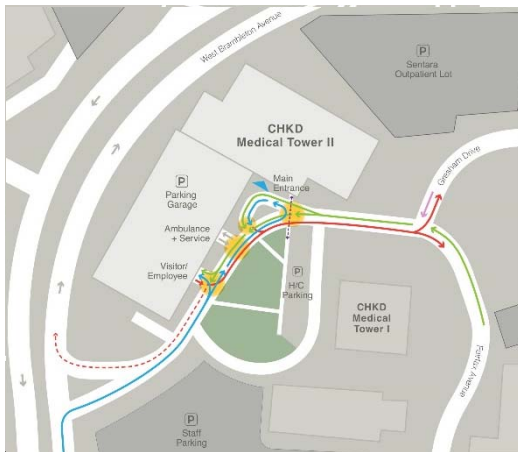 West Brambleton Avenue
P
Sentara
Outpatient Lot
CHKD
Medical Tower II
Gresham Drive
P
Parking
Garage
Main
Entrance
Ambulance
+ Service
Visitor/
Employee
P
H/C
Parking
CHKD
Medical
Tower I
Fairfax Avenue
P
Staff
Parking